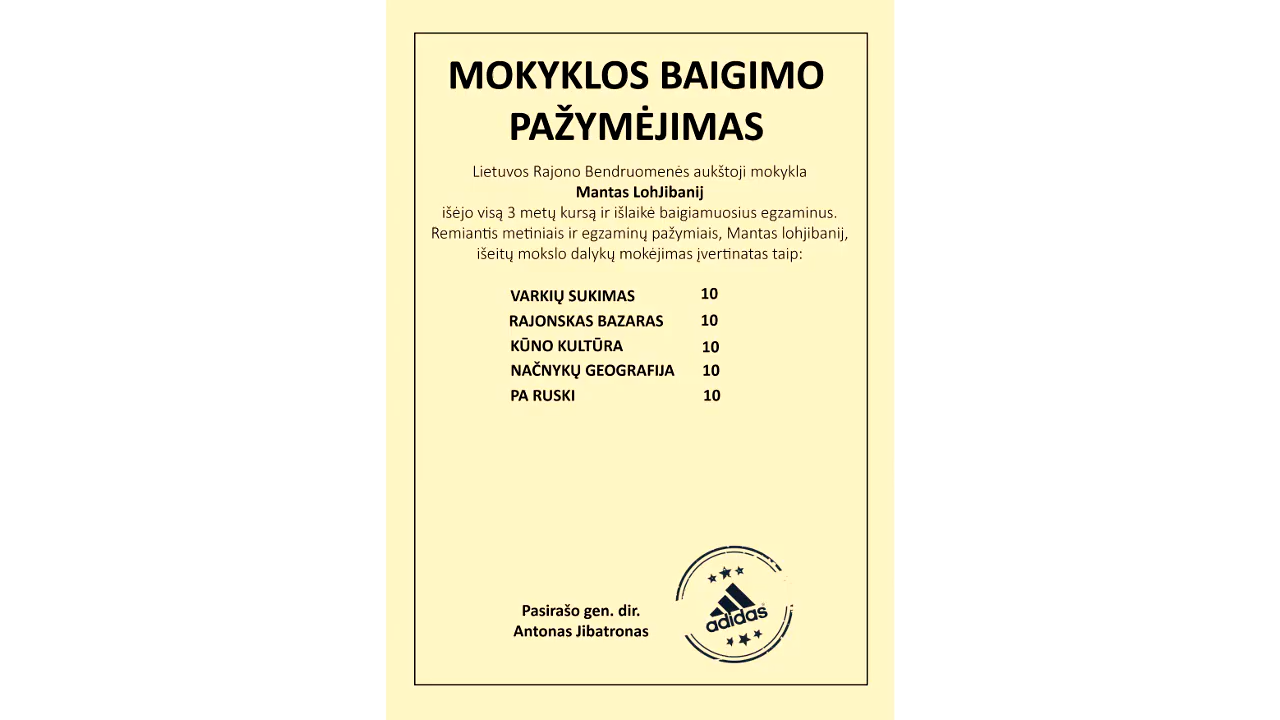 MOKYKLOS BAIGIMO
PAŽYMĖJIMAS
Lietuvos Rajono Bendruomenės aukštoji mokykla
Mantas LohJibanij
išėjo visą 3 metų kursą ir išlaikė baigiamuosius egzaminus.
Remiantis metiniais ir egzaminų pažymiais, Mantas lohjibanij,
išeitų mokslo dalykų mokėjimas įvertinatas taip:
VARKIŲ SUKIMAS 10
RAJONSKAS BAZARAS 10
KŪNO KULTŪRA 10
NAČNYKŲ GEOGRAFIJA 10
PA RUSKI 10
Pasirašo gen. dir.
Antonas Jibatronas
adidas